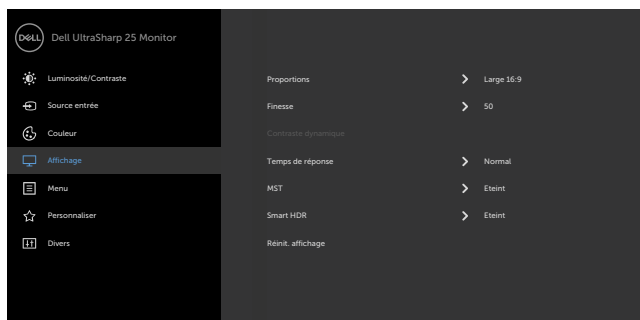 DELL Dell UltraSharp 25 Monitor
Luminosité/Contraste
Source entrée
Couleur
Affichage
Menu
Personnaliser
Divers
Proportions Large 16:9
Finesse 50
Contraste dynamique
Temps de réponse Normal
MST Eteint
Smart HDR Eteint
Réinit. affichage